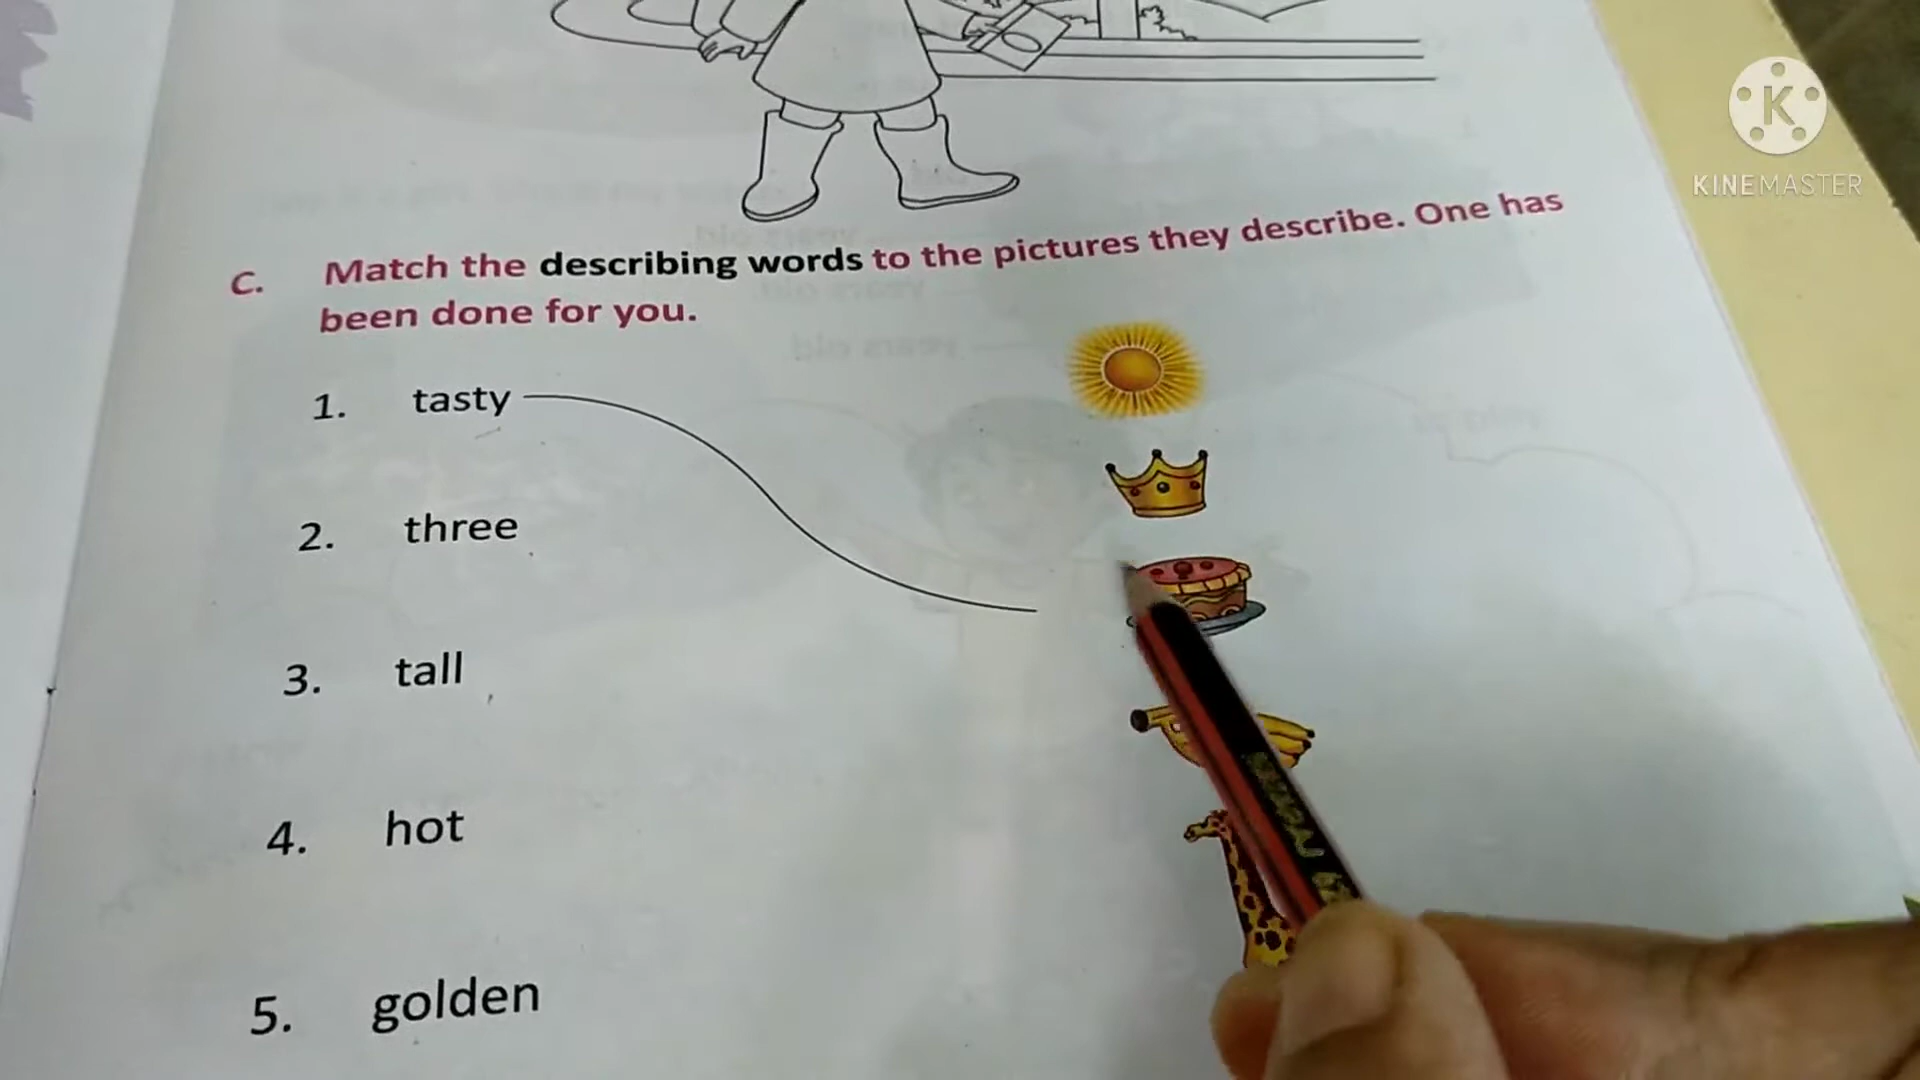 KINEMASTER
C. Match the describing words to the pictures they describe. One has
been done for you.
1. tasty
2. three
3. tall
4. hot
5. golden